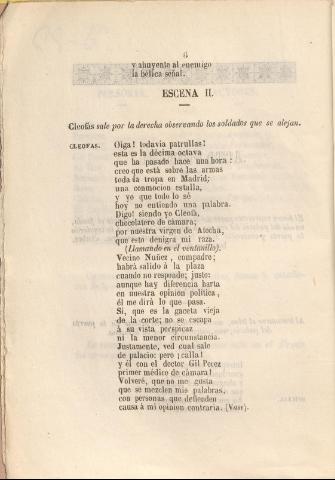 6
y ahuyente al enemigo
la bélica señal.
ESCENA II.
Cleofás sale por la derecha observando los soldados que se alejan.
CLEOFAS. Oiga! todavia patrullas!
esta es la décima octava
que ha pasado hace una hora:
creo que está sobre las armas
toda la tropa en Madrid;
una conmocion estalla,
y yo que todo lo sé
hoy no entiendo una palabra.
Digo! siendo yo Cleofás,
chocolatero de cámara;
por nuestra virgen de Atocha,
que esto denigra mi raza.
(Llamando en el ventanillo).
Vecino Nuñez, compadre;
habrá salido á la plaza
cuando no responde; justo:
aunque hay diferencia harta
en nuestra opinion política,
él me dirá lo que pasa.
Si, que es la gaceta vieja
de la corte; no se escapa
á su vista perspicaz
ni la menor circunstancia.
Justamente, ved cual sale
de palacio: pero ¡calla!
y él con el doctor Gil Perez
primer médico de cámara!
Volveré, que no me gusta
que se mezclen mis palabras,
con personas que defienden
causa á mi opinion contraria. (Vase).